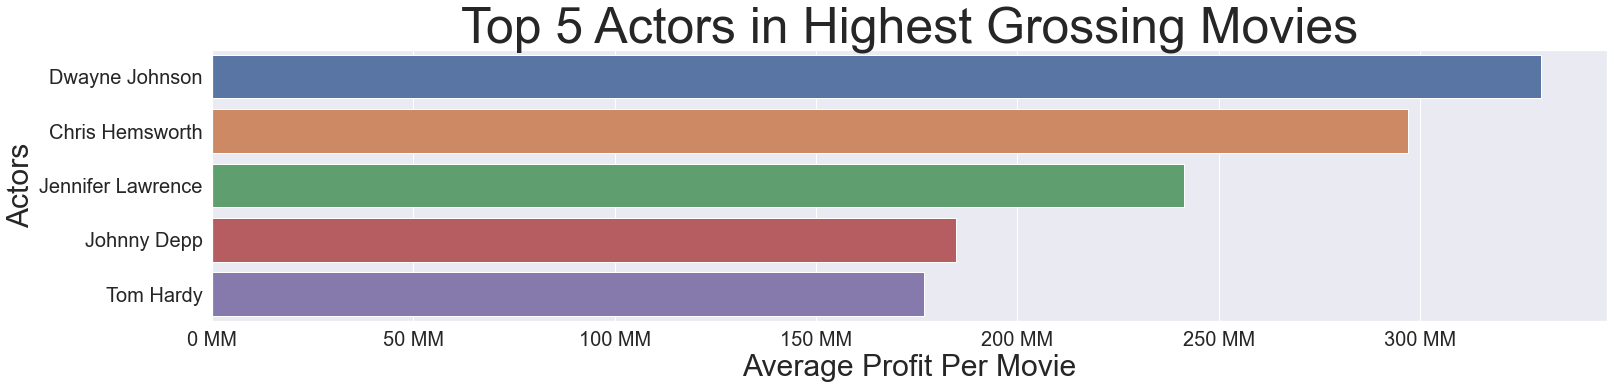 Top 5 Actors in Highest Grossing Movies
Actors
Dwayne Johnson
Chris Hemsworth
Jennifer Lawrence
Johnny Depp
Tom Hardy
0 MM 50 MM 100 MM 150 MM 200 MM 250 MM 300 MM
Average Profit Per Movie